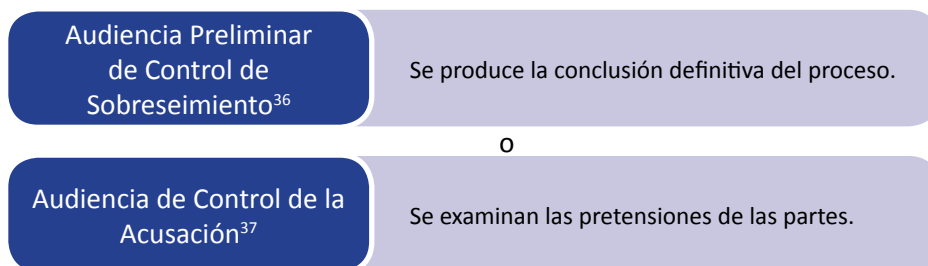 Audiencia Preliminar
de Control de
Sobreseimiento³⁶
Se produce la conclusión definitiva del proceso.
o
Audiencia de Control de la
Acusación³⁷
Se examinan las pretensiones de las partes.